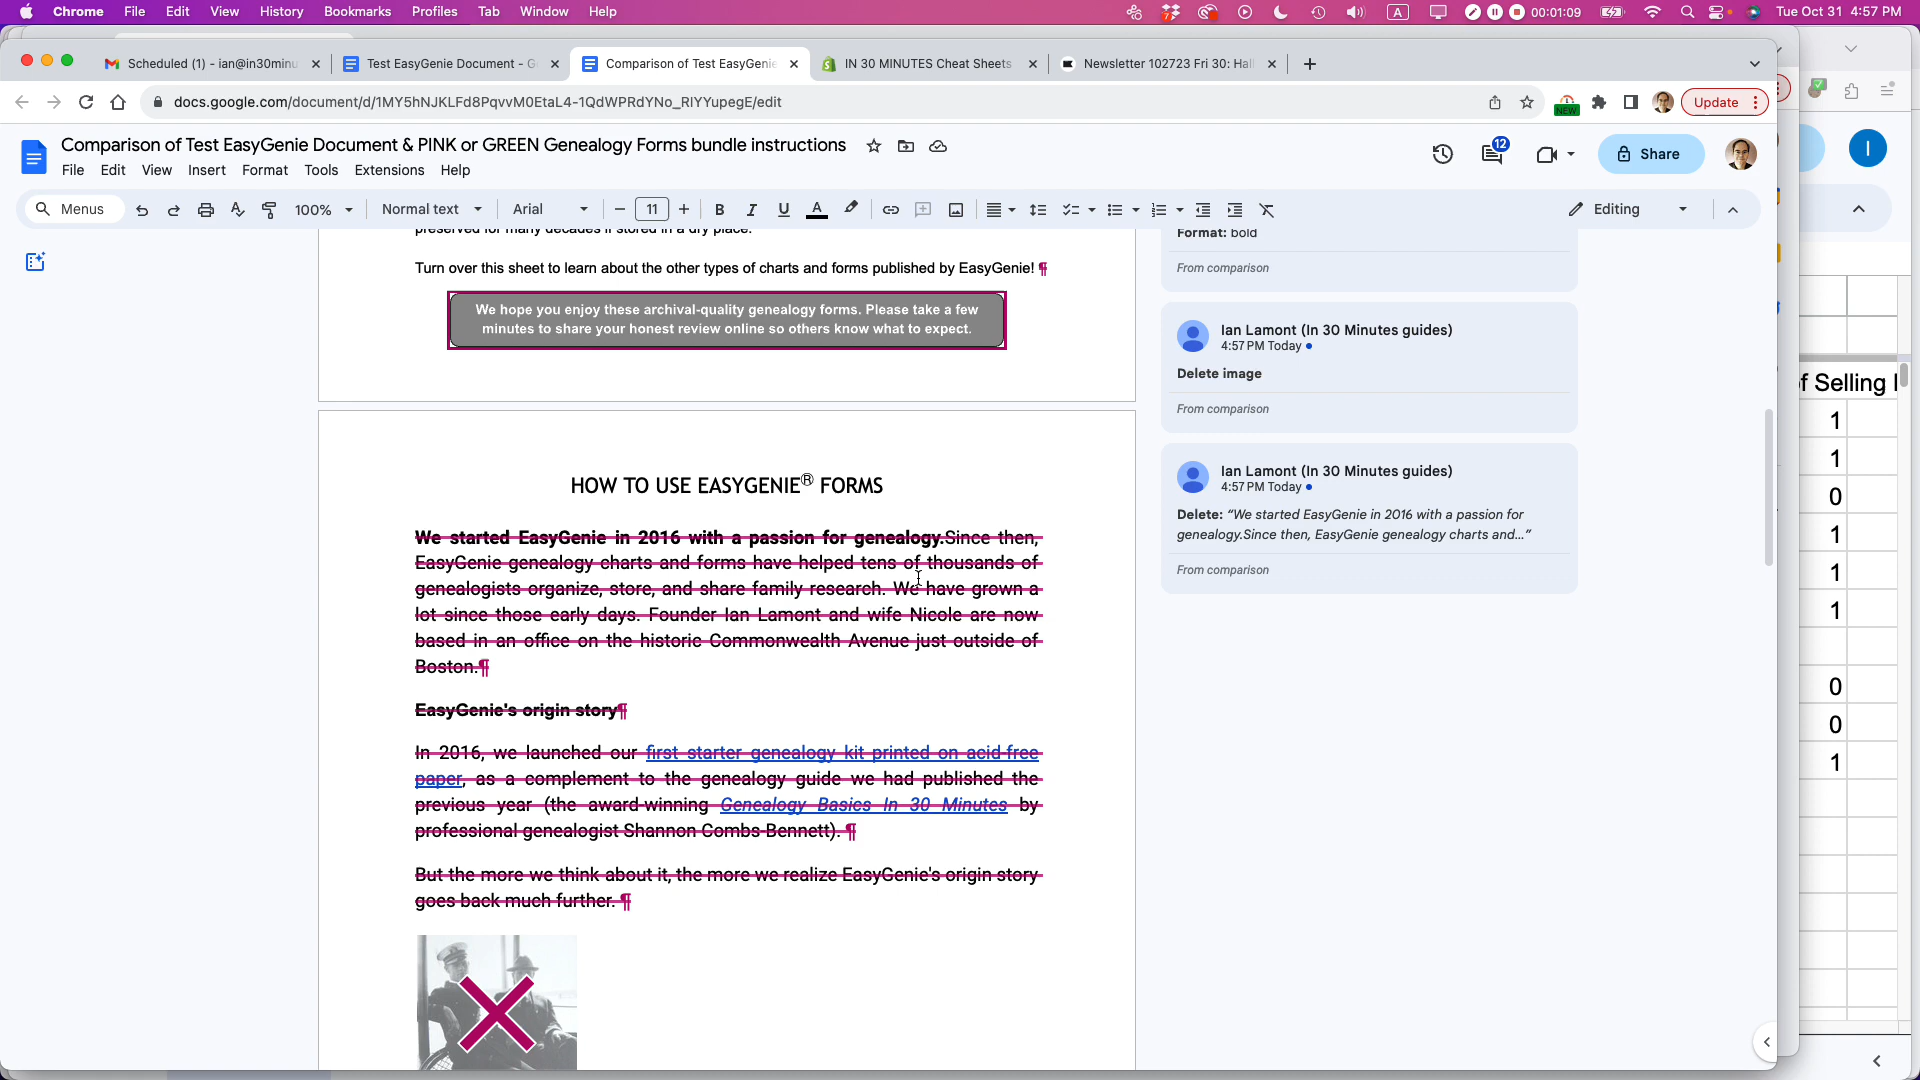 Chrome File Edit View History Bookmarks Profiles Tab Window Help A 00:01:09 Tue Oct 31 4:57 PM
Scheduled (1) - ian@in30minu
Test EasyGenie Document - G
Comparison of Test EasyGenie
IN 30 MINUTES Cheat Sheets
Newsletter 102723 Fri 30: Hal
docs.google.com/document/d/1MY5hNJKLFd8PqvvM0EtaL4-1QdWPRdYNo_RIYYupegE/edit
NEW
Update
Comparison of Test EasyGenie Document & PINK or GREEN Genealogy Forms bundle instructions
12
Share
I
File Edit View Insert Format Tools Extensions Help
Menus 100% Normal text Arial 11 B I U A Editing
preserved for many decades if stored in a dry place.
Turn over this sheet to learn about the other types of charts and forms published by EasyGenie! ¶
We hope you enjoy these archival-quality genealogy forms. Please take a few
minutes to share your honest review online so others know what to expect.
HOW TO USE EASYGENIE® FORMS
We started EasyGenie in 2016 with a passion for genealogy.Since then,
EasyGenie genealogy charts and forms have helped tens of thousands of
genealogists organize, store, and share family research. We have grown a
lot since those early days. Founder Ian Lamont and wife Nicole are now
based in an office on the historic Commonwealth Avenue just outside of
Boston.¶
EasyGenie's origin story¶
In 2016, we launched our first starter genealogy kit printed on acid-free
paper, as a complement to the genealogy guide we had published the
previous year (the award-winning Genealogy Basics In 30 Minutes by
professional genealogist Shannon Combs-Bennett). ¶
But the more we think about it, the more we realize EasyGenie's origin story
goes back much further. ¶
Format: bold
From comparison
Ian Lamont (In 30 Minutes guides)
4:57 PM Today
Delete image
From comparison
Ian Lamont (In 30 Minutes guides)
4:57 PM Today
Delete: “We started EasyGenie in 2016 with a passion for
genealogy.Since then, EasyGenie genealogy charts and...”
From comparison
of Selling
1
1
0
1
1
1
0
0
1